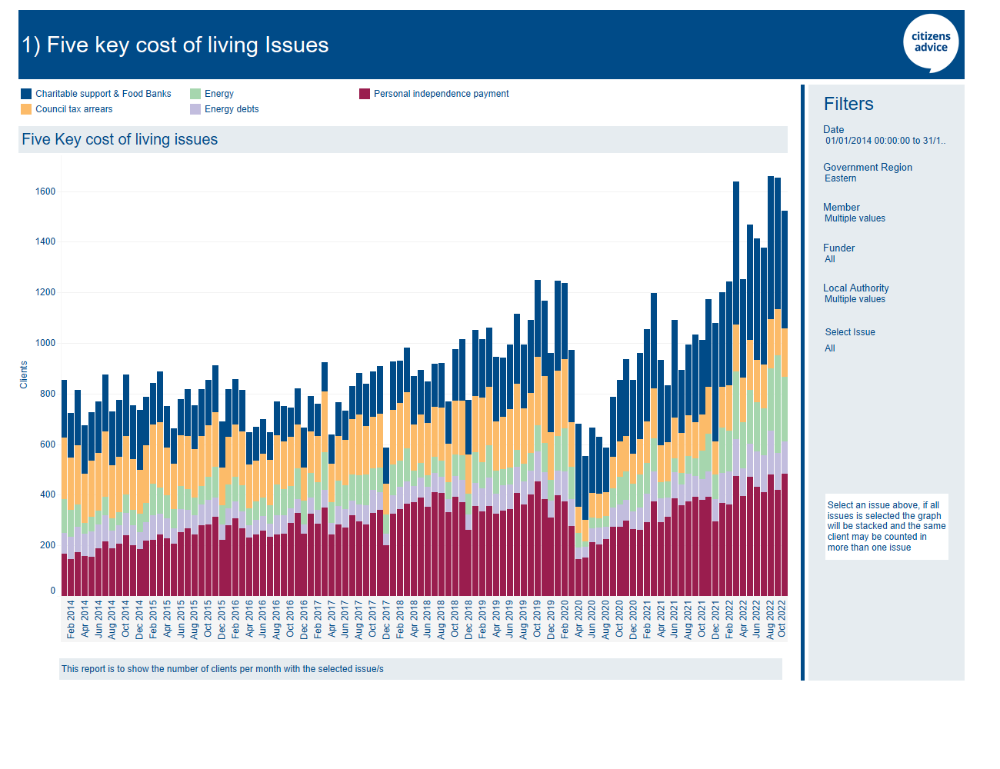 1) Five key cost of living Issues
citizens
advice
Charitable support & Food Banks
Energy
Personal independence payment
Council tax arrears
Energy debts
Five Key cost of living issues
1600
1400
1200
1000
800
600
400
200
0
Clients
Feb 2014
Apr 2014
Jun 2014
Aug 2014
Oct 2014
Dec 2014
Feb 2015
Apr 2015
Jun 2015
Aug 2015
Oct 2015
Dec 2015
Feb 2016
Apr 2016
Jun 2016
Aug 2016
Oct 2016
Dec 2016
Feb 2017
Apr 2017
Jun 2017
Aug 2017
Oct 2017
Dec 2017
Feb 2018
Apr 2018
Jun 2018
Aug 2018
Oct 2018
Dec 2018
Feb 2019
Apr 2019
Jun 2019
Aug 2019
Oct 2019
Dec 2019
Feb 2020
Apr 2020
Jun 2020
Aug 2020
Oct 2020
Dec 2020
Feb 2021
Apr 2021
Jun 2021
Aug 2021
Oct 2021
Dec 2021
Feb 2022
Apr 2022
Jun 2022
Aug 2022
Oct 2022
This report is to show the number of clients per month with the selected issue/s
Filters
Date
01/01/2014 00:00:00 to 31/1..
Government Region
Eastern
Member
Multiple values
Funder
All
Local Authority
Multiple values
Select Issue
All
Select an issue above, if all
issues is selected the graph
will be stacked and the same
client may be counted in
more than one issue